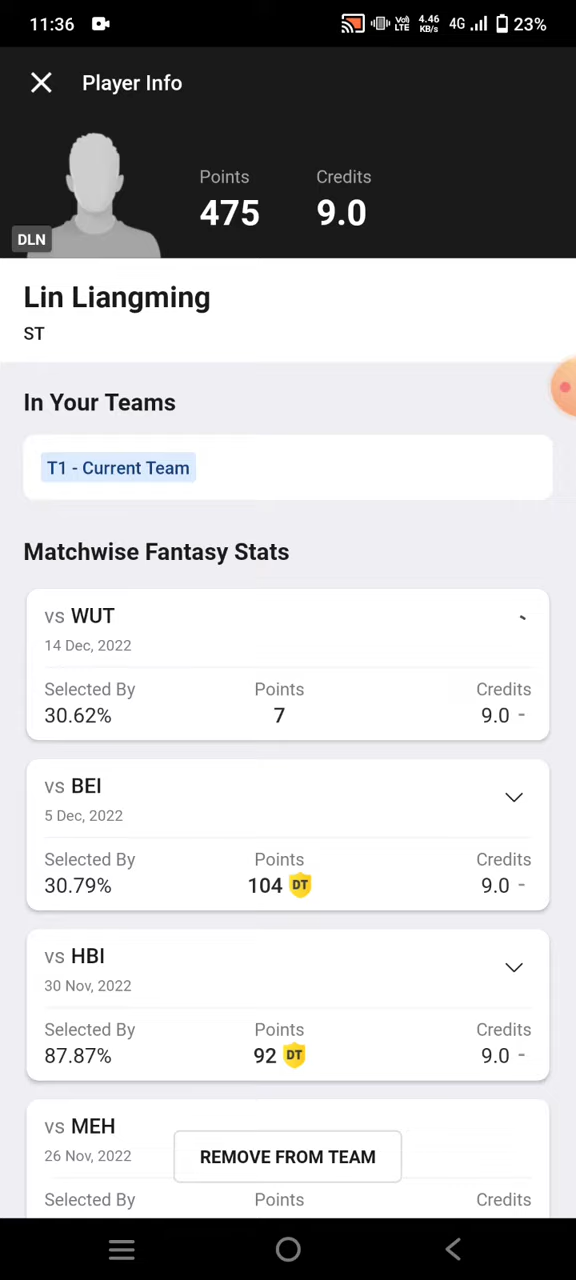 11:36 Vo) LTE 4.46 KB/s 4G 23%
Player Info
Points Credits
475 9.0
DLN
Lin Liangming
ST
In Your Teams
T1 - Current Team
Matchwise Fantasy Stats
vs WUT
14 Dec, 2022
Selected By Points Credits
30.62% 7 9.0 -
vs BEI
5 Dec, 2022
Selected By Points Credits
30.79% 104 DT 9.0 -
vs HBI
30 Nov, 2022
Selected By Points Credits
87.87% 92 DT 9.0 -
vs MEH
26 Nov, 2022
REMOVE FROM TEAM
Selected By Points Credits